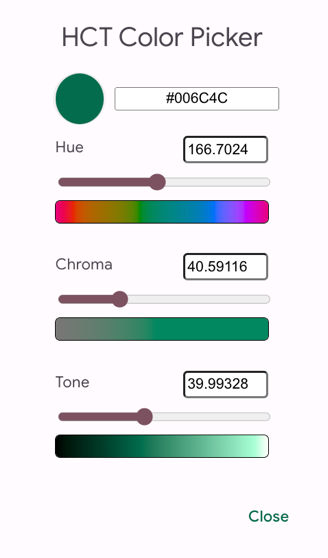 HCT Color Picker
#006C4C
Hue 166.7024
Chroma 40.59116
Tone 39.99328
Close